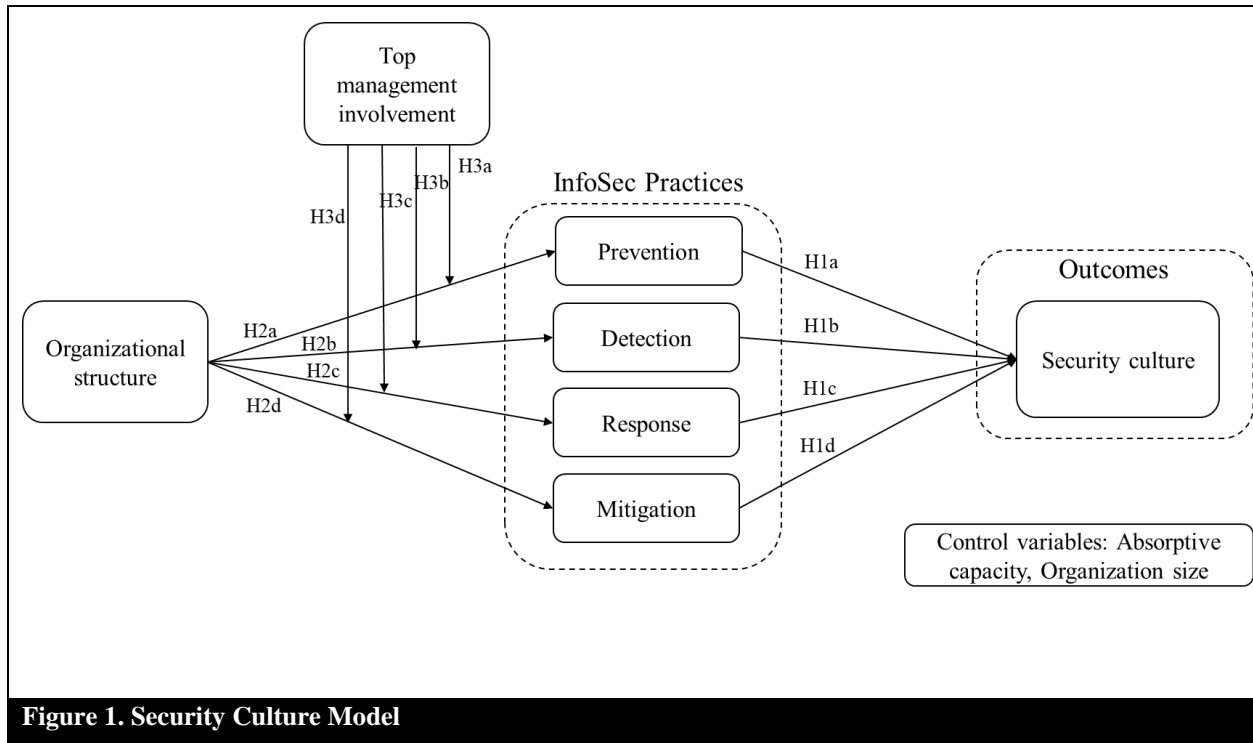 Top
management
involvement
H3a
H3b
H3c
H3d
InfoSec Practices
Prevention
Detection
Response
Mitigation
H1a
H1b
H1c
H1d
Outcomes
Security culture
Organizational
structure
H2a
H2b
H2c
H2d
Control variables: Absorptive
capacity, Organization size
Figure 1. Security Culture Model